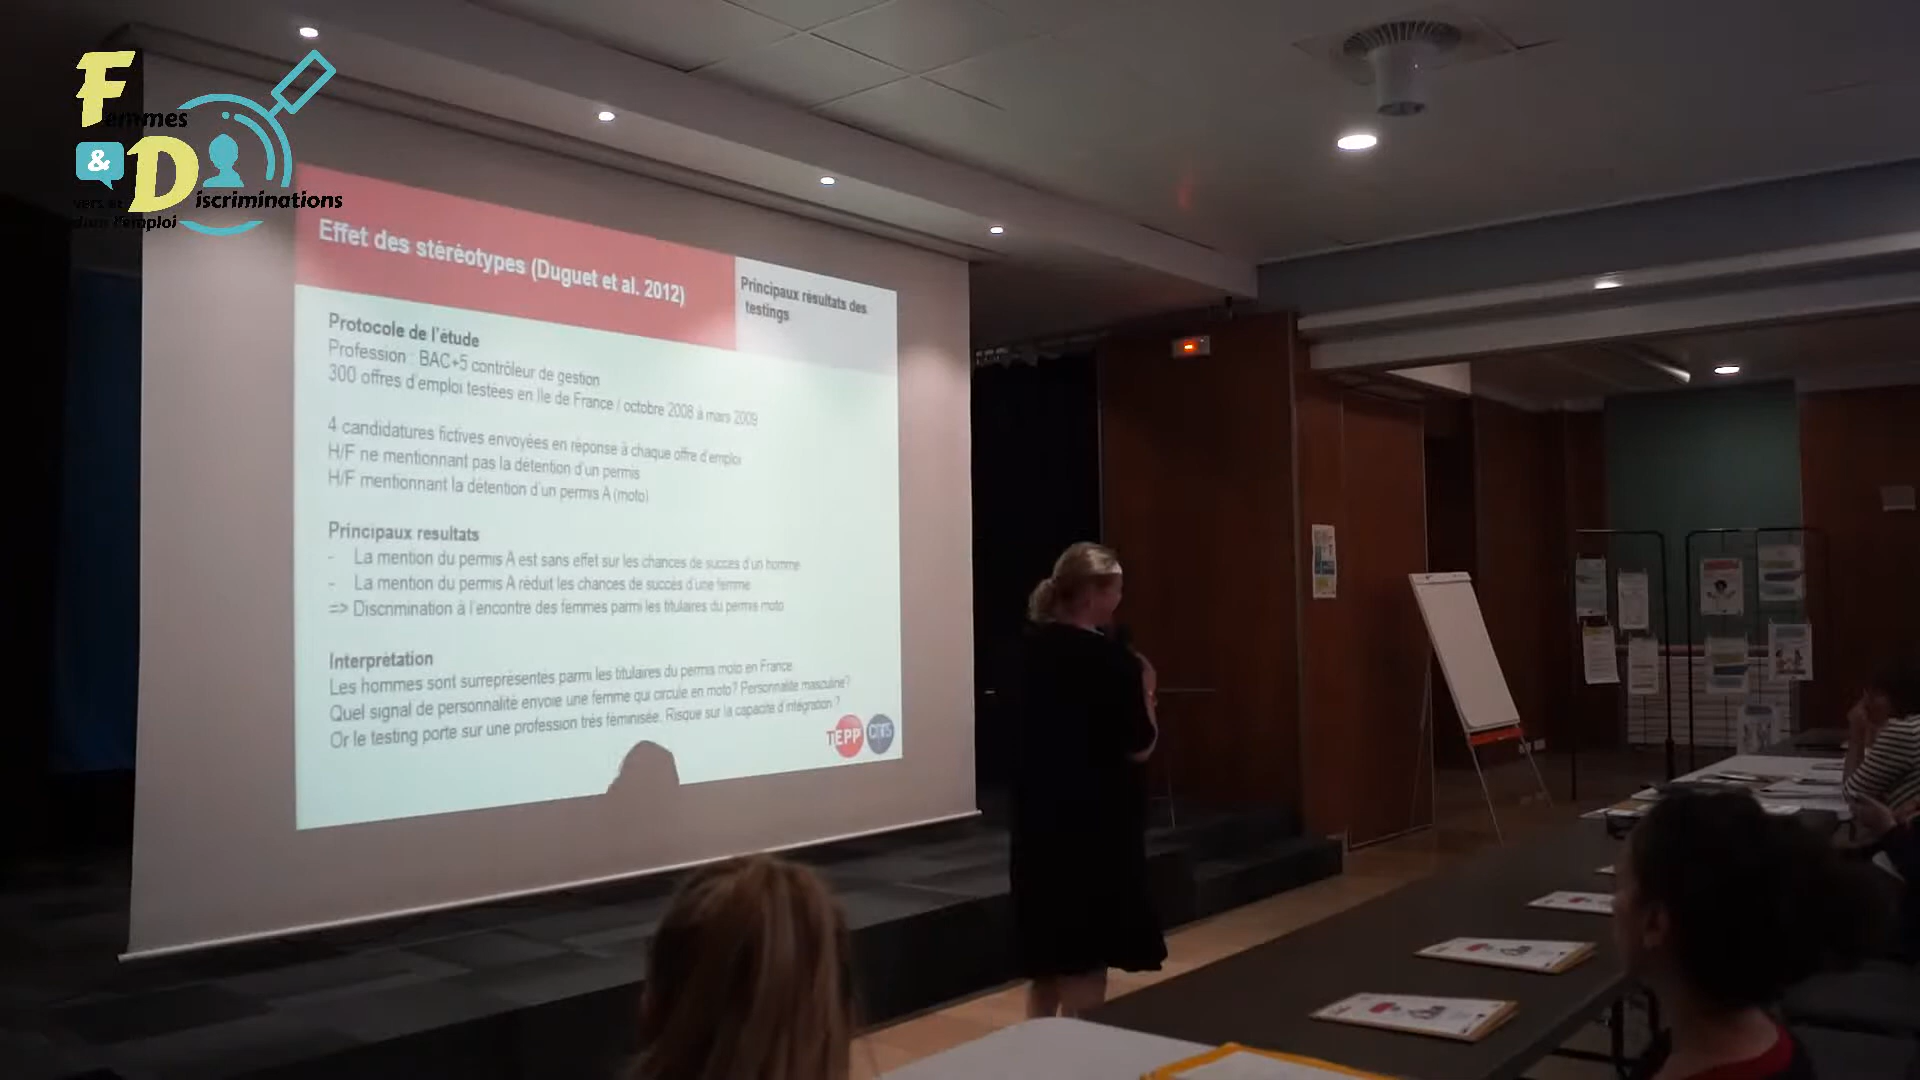 Femmes
& Discriminations
vers et
dans l'emploi
Effet des stéréotypes (Duguet et al. 2012)
Principaux résultats des
testings
Protocole de l'étude
Profession : BAC+5 contrôleur de gestion
300 offres d'emploi testées en Ile de France / octobre 2008 à mars 2009
4 candidatures fictives envoyées en réponse à chaque offre d'emploi
H/F ne mentionnant pas la détention d'un permis
H/F mentionnant la détention d'un permis A (moto)
Principaux resultats
- La mention du permis A est sans effet sur les chances de succès d'un homme
- La mention du permis A réduit les chances de succès d'une femme
=> Discrimination à l'encontre des femmes parmi les titulaires du permis moto
Interprétation
Les hommes sont surreprésentés parmi les titulaires du permis moto en France
Quel signal de personnalité envoie une femme qui circule en moto? Personnalité masculine?
Or le testing porte sur une profession très féminisée. Risque sur la capacité d'intégration ?
TEPP
cnrs